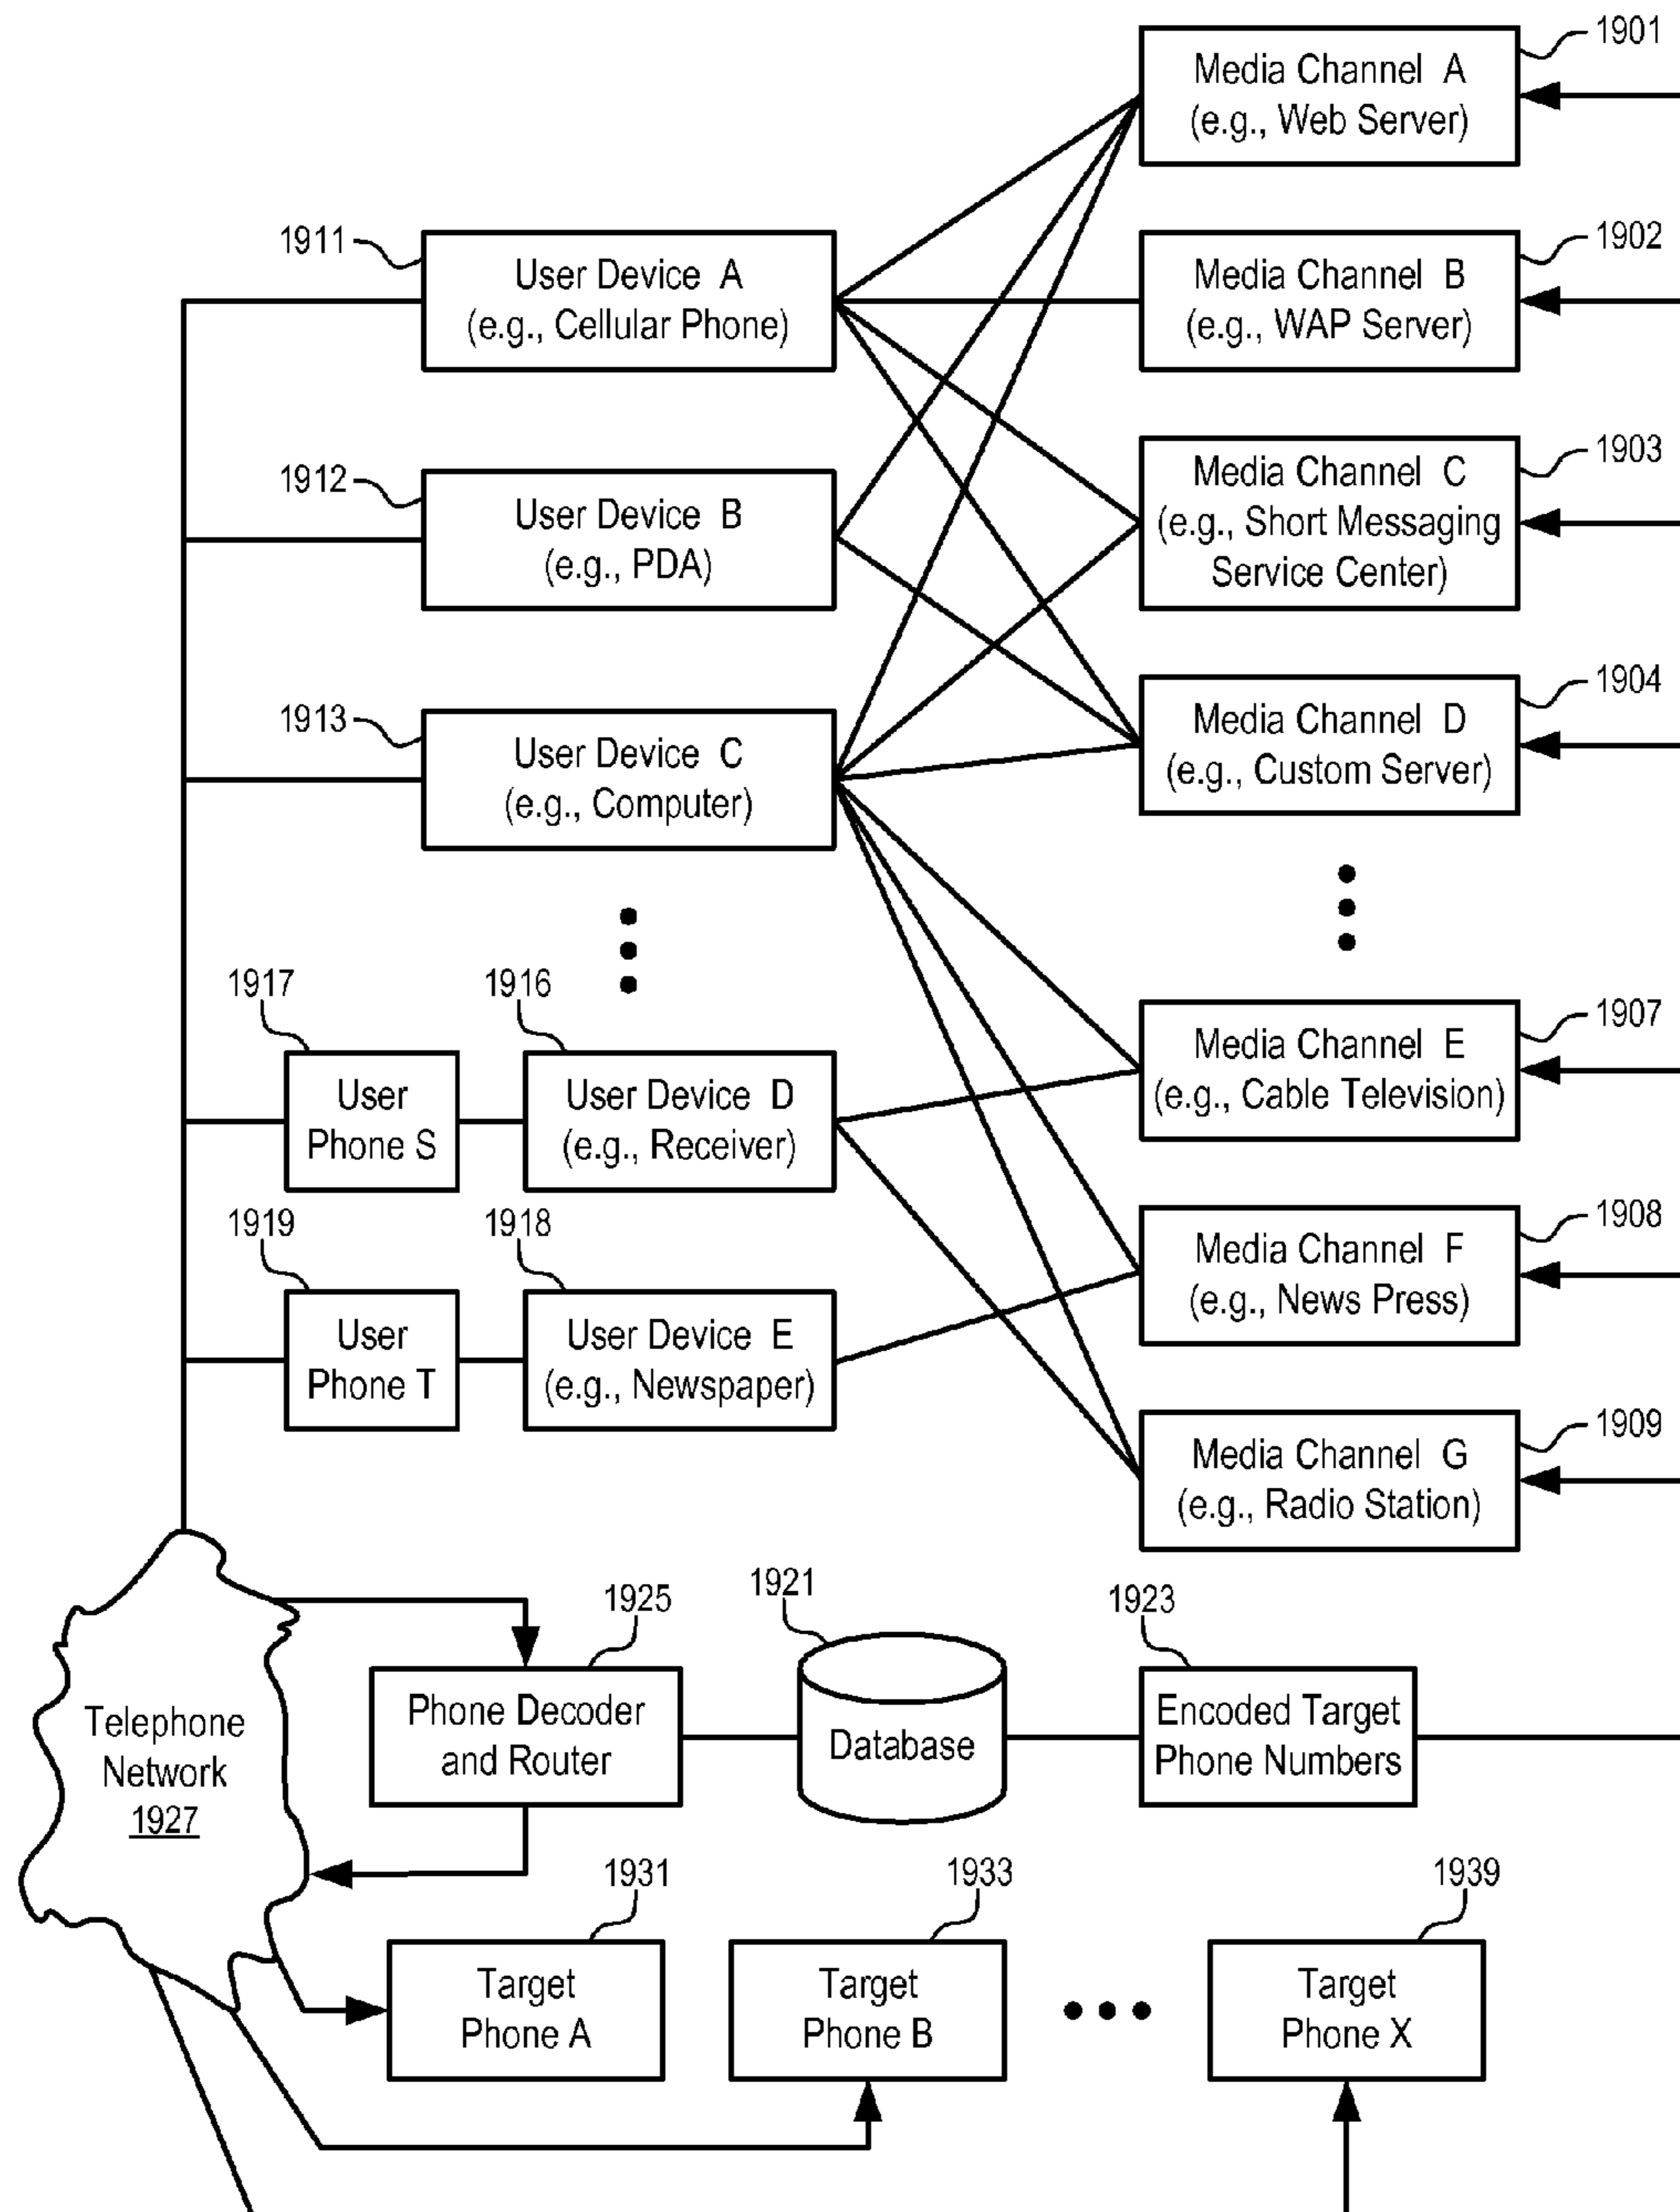 1901
Media Channel A
(e.g., Web Server)
1911
User Device A
(e.g., Cellular Phone)
1902
Media Channel B
(e.g., WAP Server)
1912
User Device B
(e.g., PDA)
1903
Media Channel C
(e.g., Short Messaging
Service Center)
1913
User Device C
(e.g., Computer)
1904
Media Channel D
(e.g., Custom Server)
1917
User
Phone S
1916
User Device D
(e.g., Receiver)
1907
Media Channel E
(e.g., Cable Television)
1919
User
Phone T
1918
User Device E
(e.g., Newspaper)
1908
Media Channel F
(e.g., News Press)
1909
Media Channel G
(e.g., Radio Station)
Telephone
Network
1927
1925
Phone Decoder
and Router
1921
Database
1923
Encoded Target
Phone Numbers
1931
Target
Phone A
1933
Target
Phone B
1939
Target
Phone X